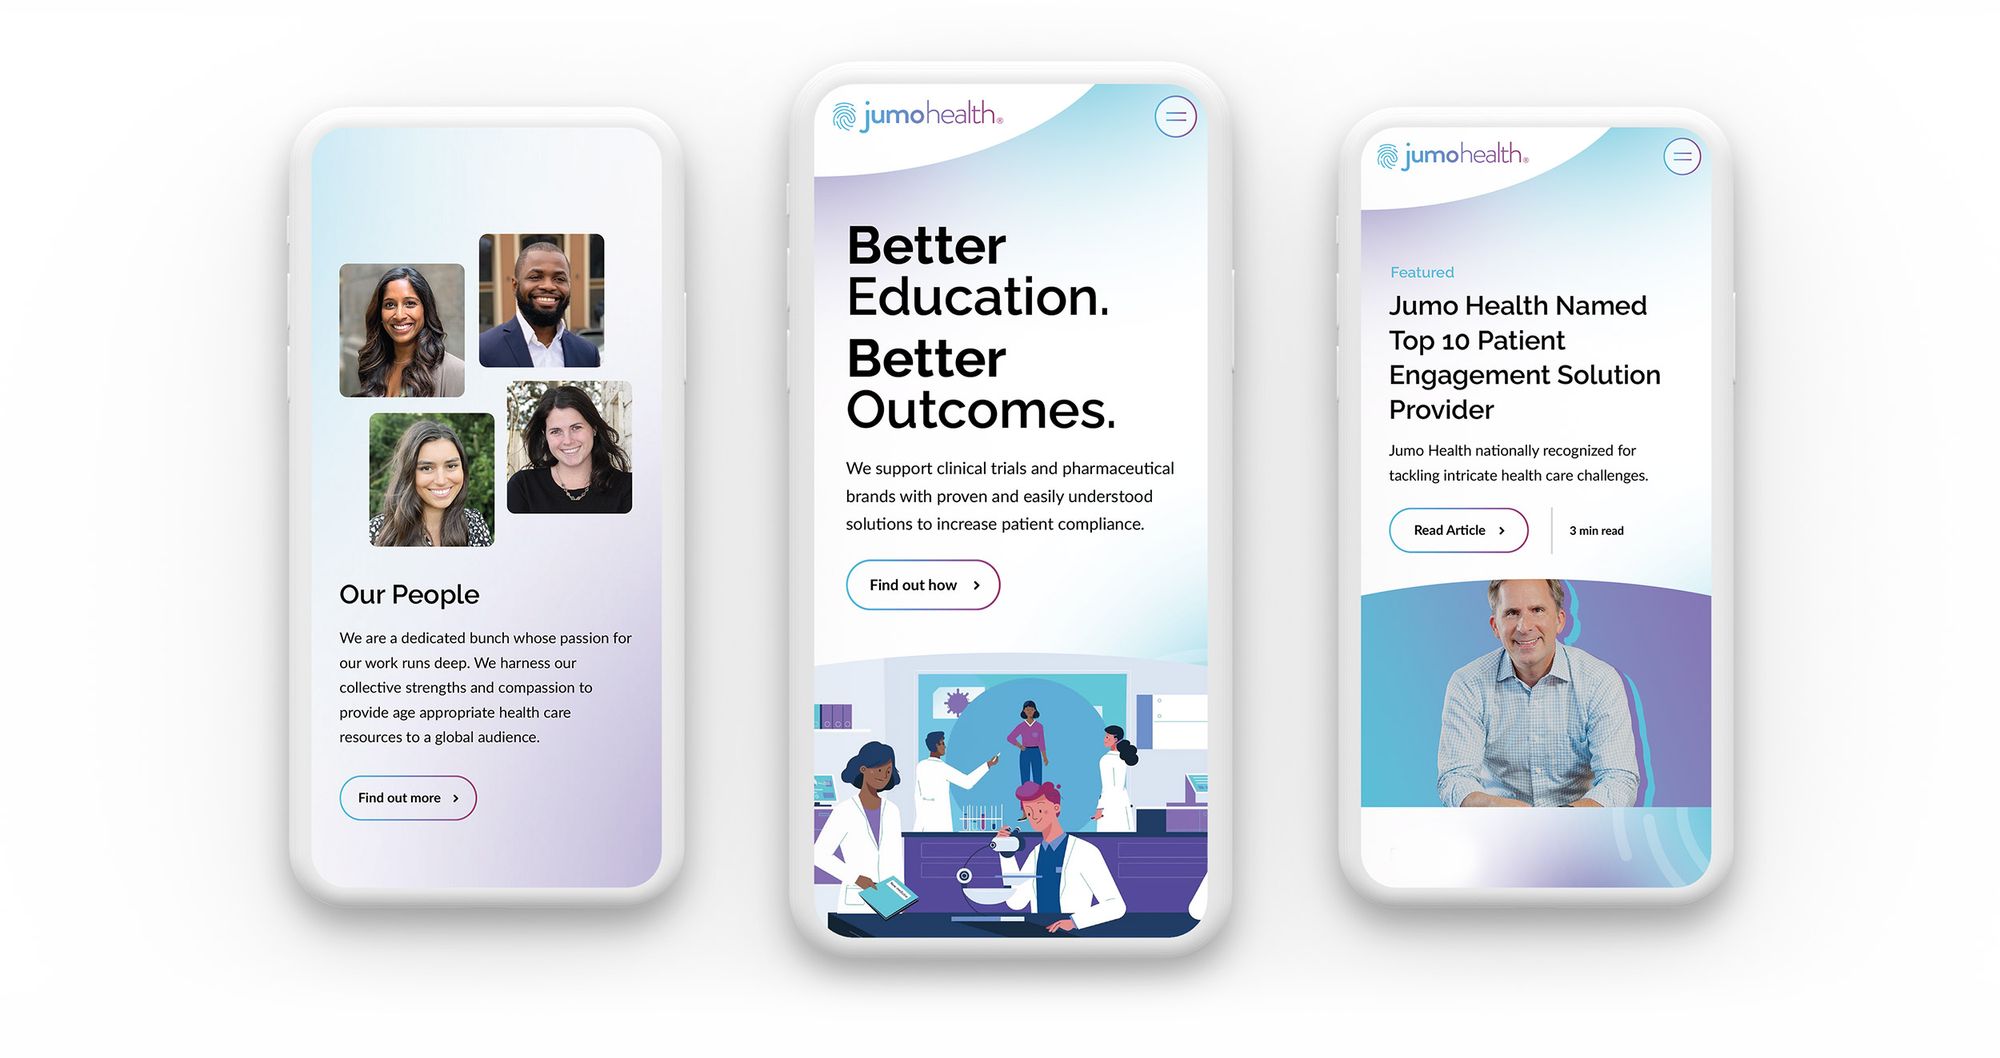 Our People
We are a dedicated bunch whose passion for
our work runs deep. We harness our
collective strengths and compassion to
provide age appropriate health care
resources to a global audience.
Find out more
jumohealth®
Better
Education.
Better
Outcomes.
We support clinical trials and pharmaceutical
brands with proven and easily understood
solutions to increase patient compliance.
Find out how
jumohealth®
Featured
Jumo Health Named
Top 10 Patient
Engagement Solution
Provider
Jumo Health nationally recognized for
tackling intricate health care challenges.
Read Article
3 min read